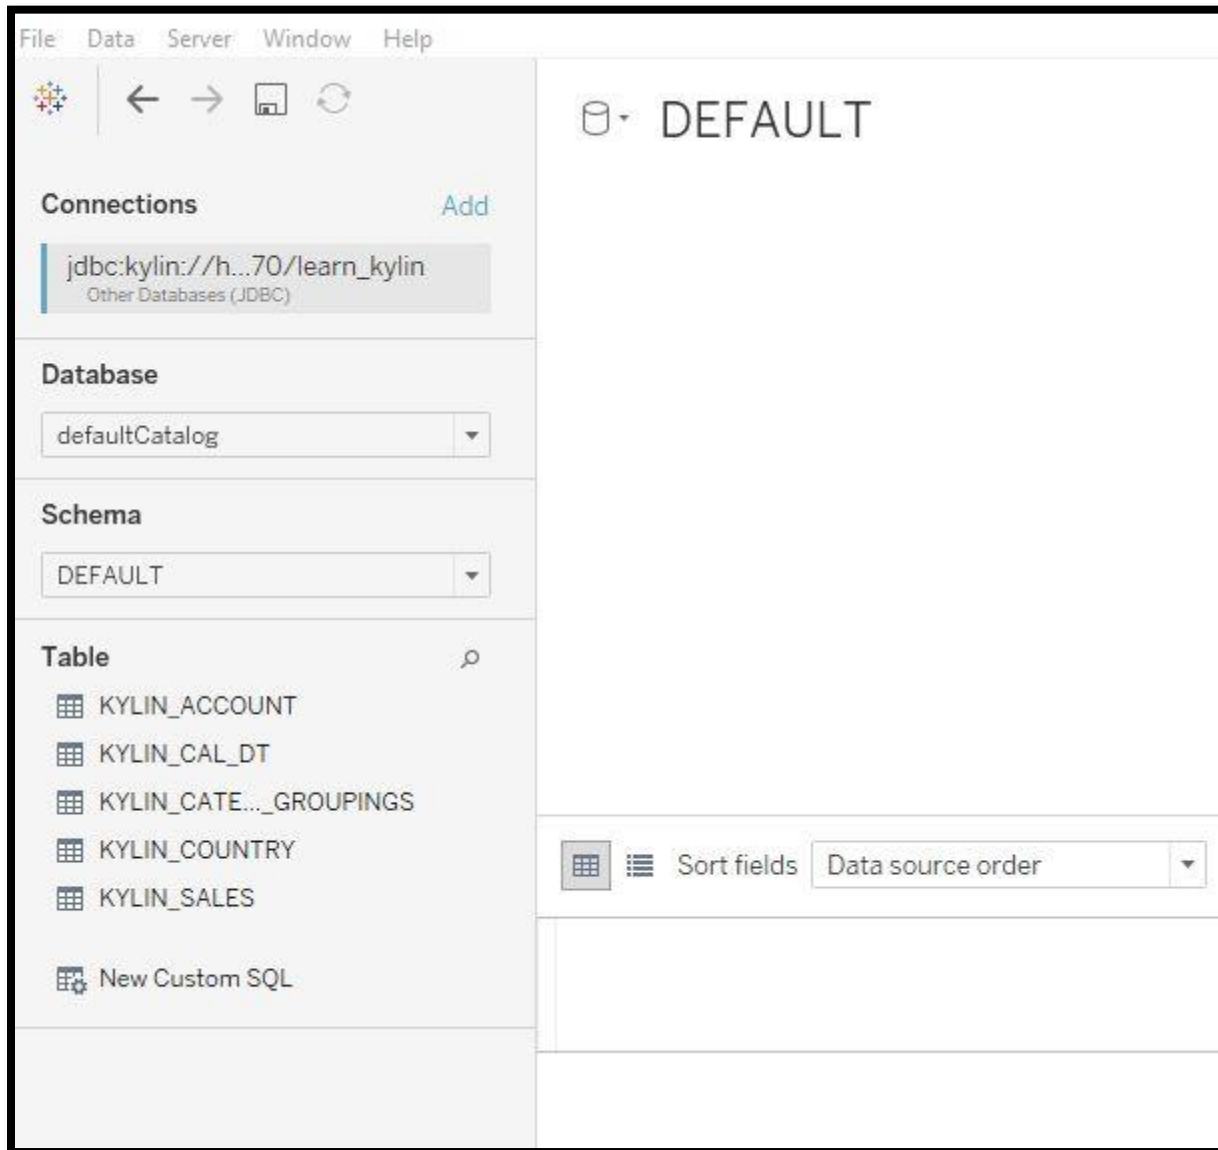 File Data Server Window Help
DEFAULT
Connections Add
jdbc:kylin://h...70/learn_kylin
Other Databases (JDBC)
Database
defaultCatalog
Schema
DEFAULT
Table
KYLIN_ACCOUNT
KYLIN_CAL_DT
KYLIN_CATE..._GROUPINGS
KYLIN_COUNTRY
KYLIN_SALES
New Custom SQL
Sort fields Data source order